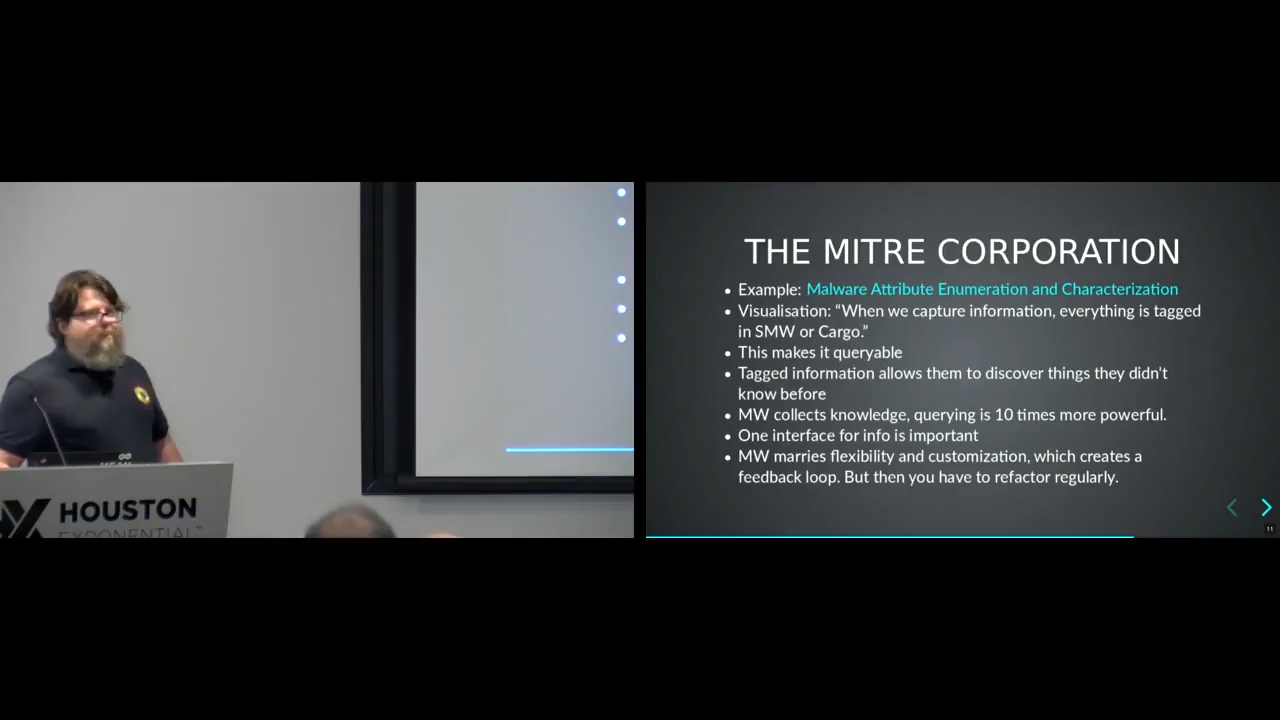 HOUSTON
EXPONENTIAL™
THE MITRE CORPORATION
Example: Malware Attribute Enumeration and Characterization
Visualisation: “When we capture information, everything is tagged
in SMW or Cargo.”
This makes it queryable
Tagged information allows them to discover things they didn't
know before
MW collects knowledge, querying is 10 times more powerful.
One interface for info is important
MW marries flexibility and customization, which creates a
feedback loop. But then you have to refactor regularly.
11